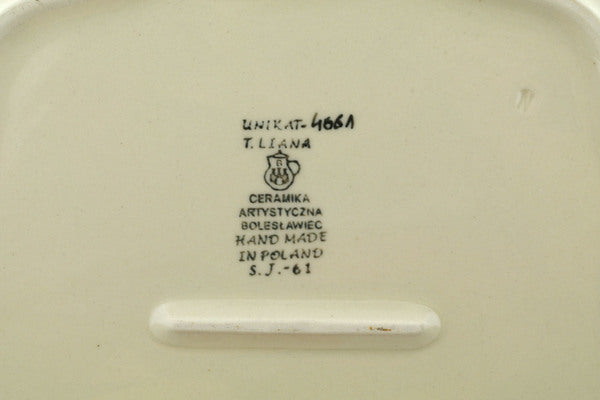 UNIKAT-4661
T. LIANA
CERAMIKA
ARTYSTYCZNA
BOLESŁAWIEC
HAND MADE
IN POLAND
S. J.-61